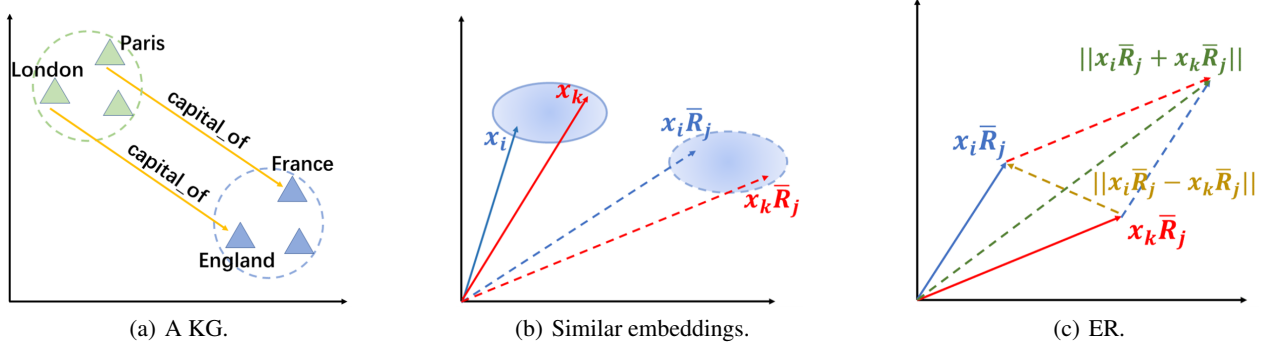 Paris
London
capital_of
capital_of
France
England
(a) A KG.
x_k
x_i
x_i R̅_j
x_k R̅_j
(b) Similar embeddings.
||x_i R̅_j + x_k R̅_j||
x_i R̅_j
||x_i R̅_j − x_k R̅_j||
x_k R̅_j
(c) ER.